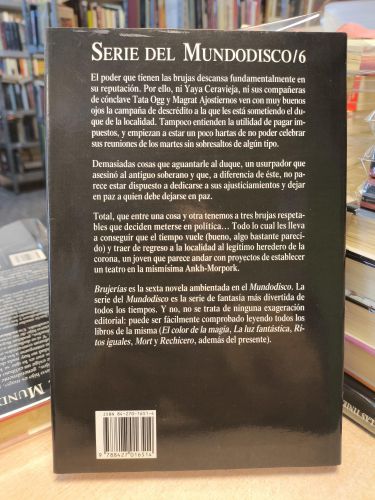 SERIE DEL MUNDODISCO/6
El poder que tienen las brujas descansa fundamentalmente en
su reputación. Por ello, ni Yaya Ceravieja, ni sus compañeras
de cónclave Tata Ogg y Magrat Ajostiernos ven con muy buenos
ojos la campaña de descrédito a la que les está sometiendo el du-
que de la localidad. Tampoco entienden la utilidad de pagar im-
puestos, y empiezan a estar un poco hartas de no poder celebrar
sus reuniones de los martes sin sobresaltos de algún tipo.
Demasiadas cosas que aguantarle al duque, un usurpador que
asesinó al antiguo soberano y que, a diferencia de éste, no pa-
rece estar dispuesto a dedicarse a sus ajusticiamientos y dejar
en paz a quien debe dejarse en paz.
Total, que entre una cosa y otra tenemos a tres brujas respeta-
bles que deciden meterse en política... Todo lo cual les lleva
a conseguir que el tiempo vuele (bueno, algo bastante pareci-
do) y traer de regreso a la localidad al legítimo heredero de la
corona, un joven que parece andar con proyectos de establecer
un teatro en la mismísima Ankh-Morpork.
Brujerías es la sexta novela ambientada en el Mundodisco. La
serie del Mundodisco es la serie de fantasía más divertida de
todos los tiempos. Y no, no se trata de ninguna exageración
editorial: puede ser fácilmente comprobado leyendo todos los
libros de la misma (El color de la magia, La luz fantástica, Ri-
tos iguales, Mort y Rechicero, además del presente).
ISBN 84-270-1651-4
9 788427 016514
MUNDO